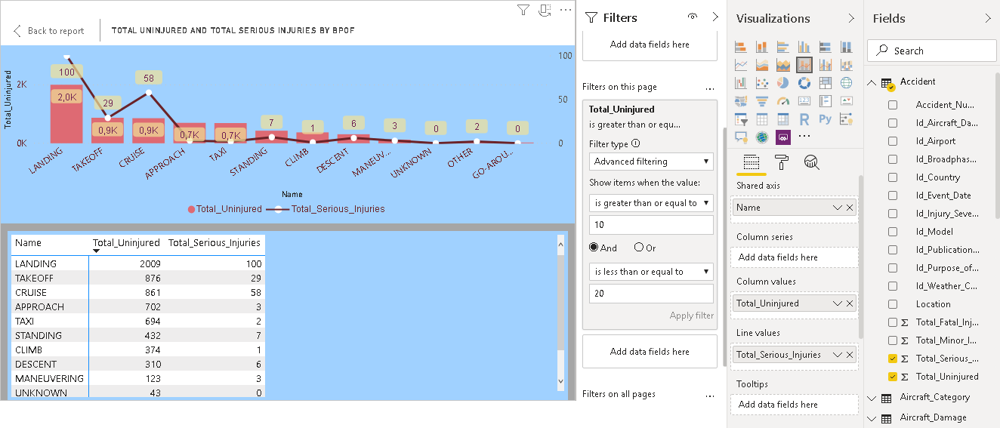 Back to report
TOTAL UNINJURED AND TOTAL SERIOUS INJURIES BY BPOF
Total_Uninjured
2K
0K
100
50
0
100
29
58
7
1
6
3
0
2
0
2,0K
0,9K
0,9K
0,7K
0,7K
LANDING
TAKEOFF
CRUISE
APPROACH
TAXI
STANDING
CLIMB
DESCENT
MANEUV...
UNKNOWN
OTHER
GO-AROU...
Name
Total_Uninjured Total_Serious_Injuries
Name Total_Uninjured Total_Serious_Injuries
LANDING 2009 100
TAKEOFF 876 29
CRUISE 861 58
APPROACH 702 3
TAXI 694 2
STANDING 432 7
CLIMB 374 1
DESCENT 310 6
MANEUVERING 123 3
UNKNOWN 43 0
Filters
Add data fields here
Filters on this page ...
Total_Uninjured
is greater than or equ...
Filter type
Advanced filtering
Show items when the value:
is greater than or equal to
10
And Or
is less than or equal to
20
Apply filter
Add data fields here
Filters on all pages ...
Visualizations
R Py
...
Shared axis
Name
Column series
Add data fields here
Column values
Total_Uninjured
Line values
Total_Serious_Injuries
Tooltips
Add data fields here
Fields
Search
Accident
Accident_Nu...
Id_Aircraft_Da...
Id_Airport
Id_Broadphas...
Id_Country
Id_Event_Date
Id_Injury_Seve...
Id_Model
Id_Publication...
Id_Purpose_of...
Id_Weather_C...
Location
Σ Total_Fatal_Inj...
Σ Total_Minor_I...
Σ Total_Serious_...
Σ Total_Uninjured
Aircraft_Category
Aircraft_Damage